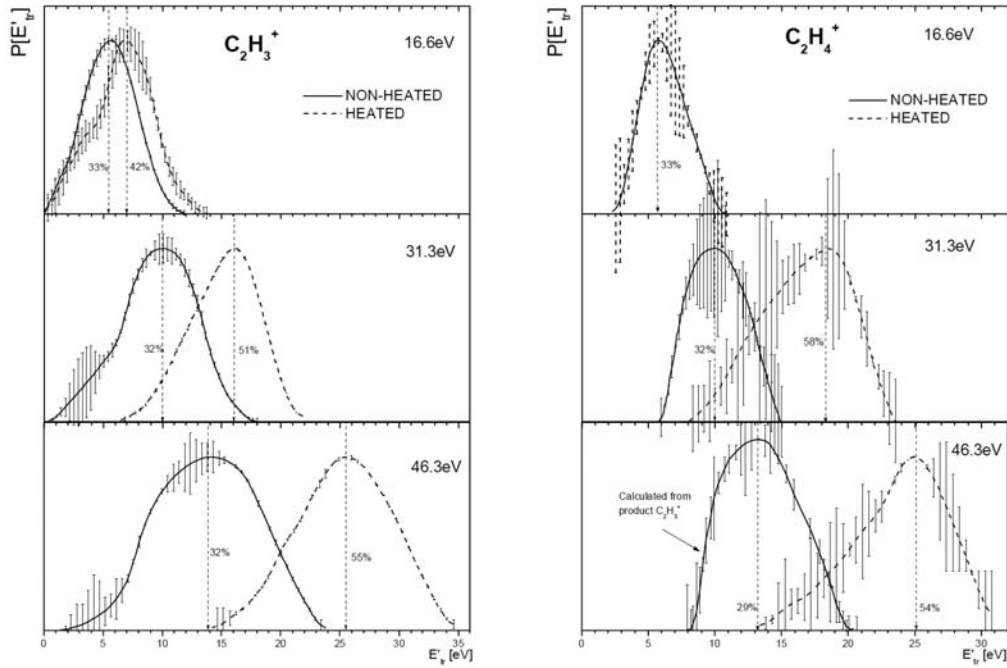 P[E'tr]
C2H3+
16.6eV
NON-HEATED
HEATED
33%
42%
31.3eV
32%
51%
46.3eV
32%
55%
0 5 10 15 20 25 30 35
E'tr [eV]
P[E'tr]
C2H4+
16.6eV
NON-HEATED
HEATED
33%
31.3eV
32%
58%
46.3eV
Calculated from
product C2H5+
29%
54%
0 5 10 15 20 25 30
E'tr [eV]